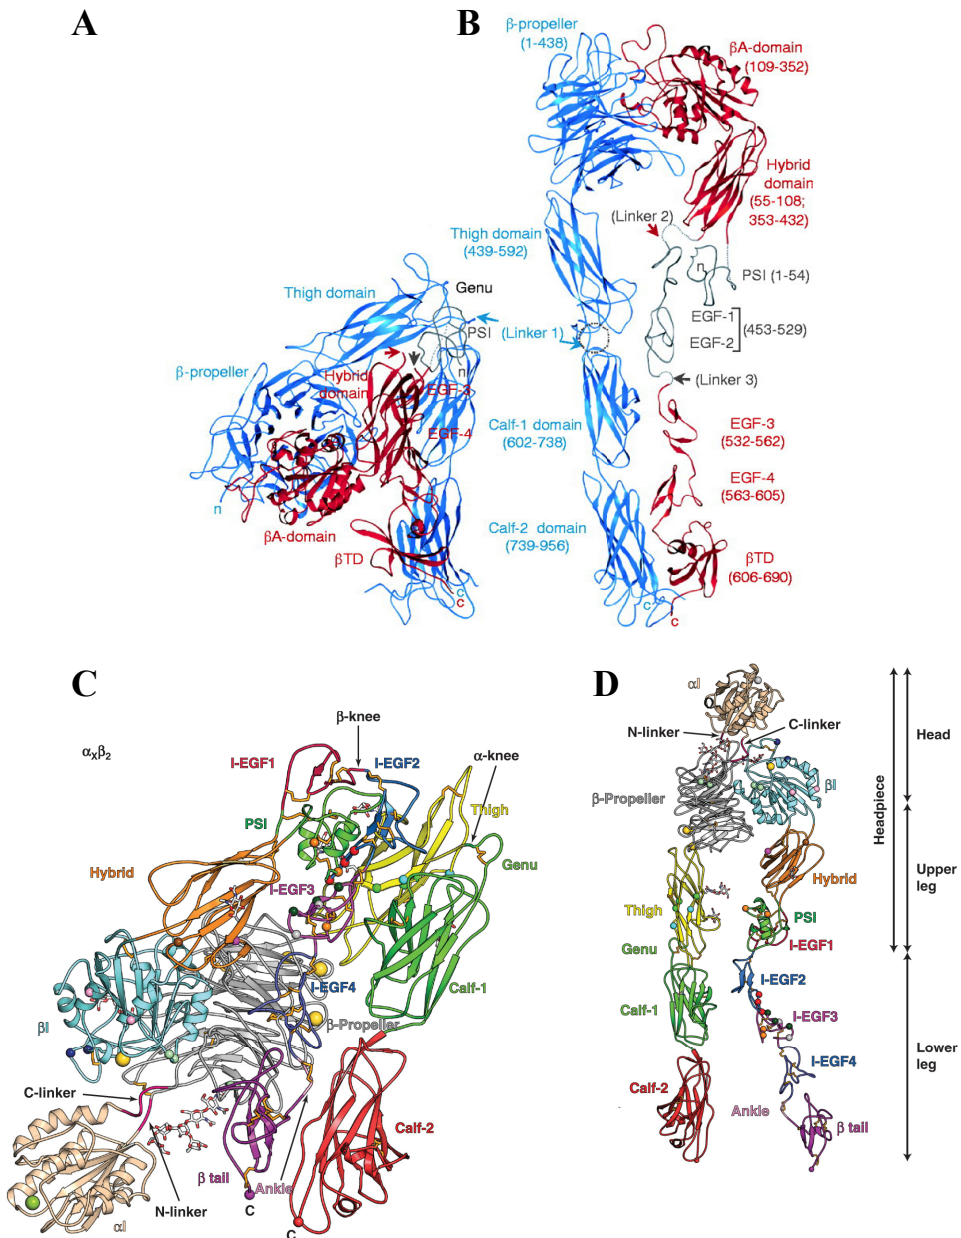 A
B
β-propeller
(1-438)
βA-domain
(109-352)
Hybrid
domain
(55-108;
353-432)
(Linker 2)
Thigh domain
(439-592)
n
PSI (1-54)
EGF-1
EGF-2
(453-529)
(Linker 1)
(Linker 3)
Calf-1 domain
(602-738)
EGF-3
(532-562)
EGF-4
(563-605)
Calf-2 domain
(739-956)
βTD
(606-690)
C
C
Genu
Thigh domain
PSI
n
β-propeller
Hybrid
domain
EGF-3
EGF-4
n
βA-domain
βTD
C
C
C
αXβ2
β-knee
I-EGF1
I-EGF2
α-knee
PSI
Thigh
Genu
Hybrid
I-EGF3
I-EGF4
Calf-1
βI
β-Propeller
C-linker
Calf-2
β tail
Ankle
N-linker
αI
C
C
D
αI
N-linker
C-linker
Head
β-Propeller
βI
Headpiece
Hybrid
Upper
leg
Thigh
PSI
Genu
I-EGF1
I-EGF2
Calf-1
I-EGF3
I-EGF4
Lower
leg
Calf-2
Ankle
β tail